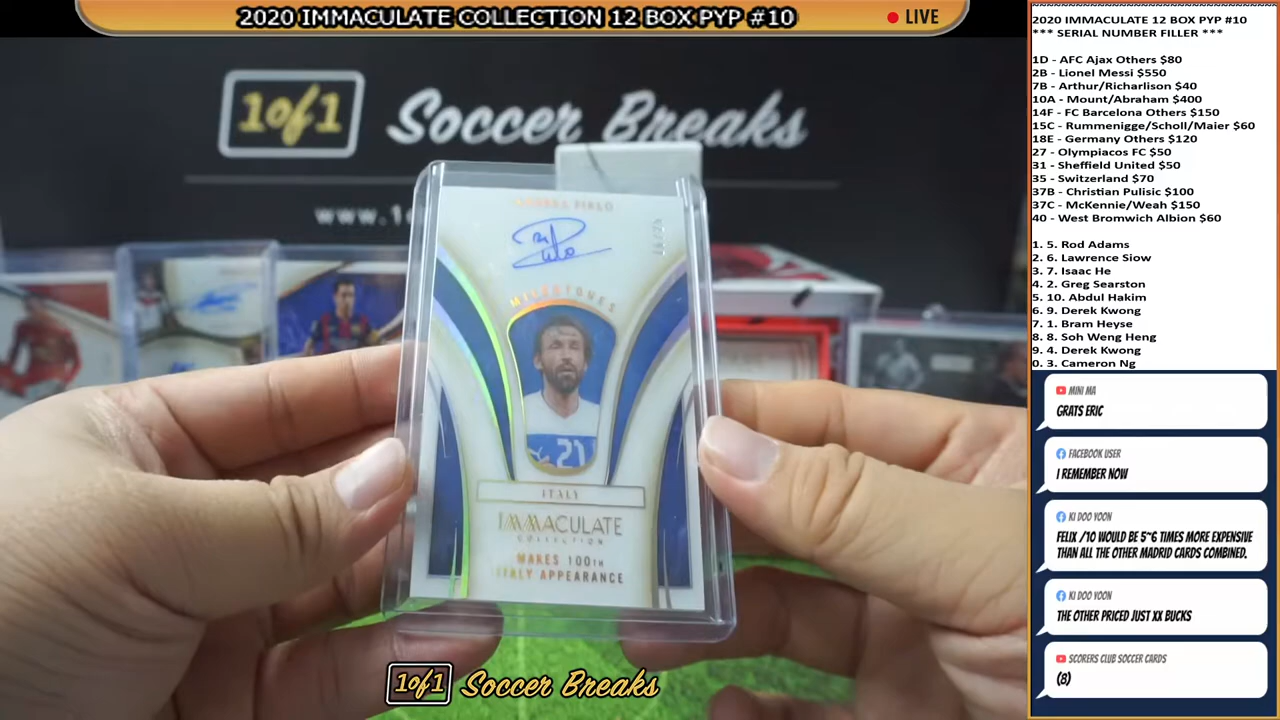 2020 IMMACULATE COLLECTION 12 BOX PYP #10
LIVE
1of1
Soccer Breaks
PIRLO
MILESTONES
21
ITALY
IMMACULATE
COLLECTION
MAKES 100TH
ITALY APPEARANCE
1of1 Soccer Breaks
2020 IMMACULATE 12 BOX PYP #10
*** SERIAL NUMBER FILLER ***
1D - AFC Ajax Others $80
2B - Lionel Messi $550
7B - Arthur/Richarlison $40
10A - Mount/Abraham $400
14F - FC Barcelona Others $150
15C - Rummenigge/Scholl/Maier $60
18E - Germany Others $120
27 - Olympiacos FC $50
31 - Sheffield United $50
35 - Switzerland $70
37B - Christian Pulisic $100
37C - McKennie/Weah $150
40 - West Bromwich Albion $60
1. 5. Rod Adams
2. 6. Lawrence Siow
3. 7. Isaac He
4. 2. Greg Searston
5. 10. Abdul Hakim
6. 9. Derek Kwong
7. 1. Bram Heyse
8. 8. Soh Weng Heng
9. 4. Derek Kwong
0. 3. Cameron Ng
MINI MA
GRATS ERIC
FACEBOOK USER
I REMEMBER NOW
KI DOO YOON
FELIX /10 WOULD BE 5~6 TIMES MORE EXPENSIVE
THAN ALL THE OTHER MADRID CARDS COMBINED.
KI DOO YOON
THE OTHER PRICED JUST XX BUCKS
SCORERS CLUB SOCCER CARDS
(8)